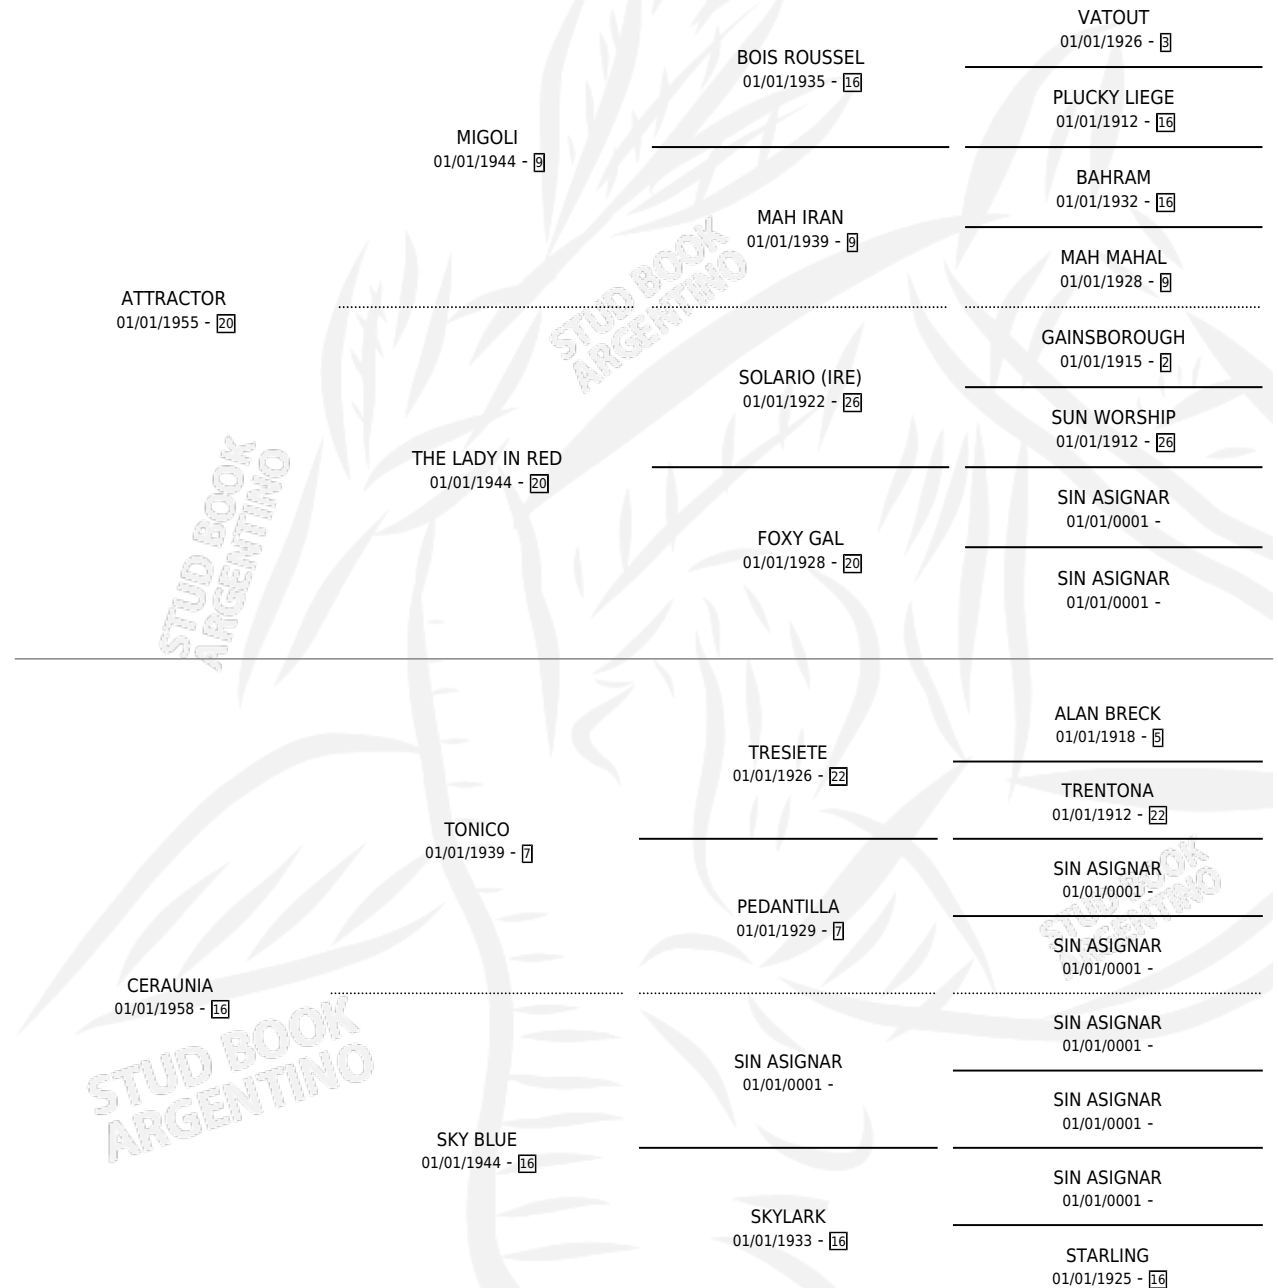 VATOUT
01/01/1926 - 3
BOIS ROUSSEL
01/01/1935 - 16
PLUCKY LIEGE
01/01/1912 - 16
MIGOLI
01/01/1944 - 9
BAHRAM
01/01/1932 - 16
MAH IRAN
01/01/1939 - 9
MAH MAHAL
01/01/1928 - 9
STUD BOOK
ARGENTINO
ATTRACTOR
01/01/1955 - 20
GAINSBOROUGH
01/01/1915 - 2
SOLARIO (IRE)
01/01/1922 - 26
SUN WORSHIP
01/01/1912 - 26
THE LADY IN RED
01/01/1944 - 20
SIN ASIGNAR
01/01/0001 -
FOXY GAL
01/01/1928 - 20
SIN ASIGNAR
01/01/0001 -
STUD BOOK
ARGENTINO
ALAN BRECK
01/01/1918 - 5
TRESIETE
01/01/1926 - 22
TRENTONA
01/01/1912 - 22
TONICO
01/01/1939 - 7
SIN ASIGNAR
01/01/0001 -
PEDANTILLA
01/01/1929 - 7
SIN ASIGNAR
01/01/0001 -
STUD BOOK
ARGENTINO
CERAUNIA
01/01/1958 - 16
SIN ASIGNAR
01/01/0001 -
SIN ASIGNAR
01/01/0001 -
SIN ASIGNAR
01/01/0001 -
STUD BOOK
ARGENTINO
SKY BLUE
01/01/1944 - 16
SIN ASIGNAR
01/01/0001 -
SKYLARK
01/01/1933 - 16
STARLING
01/01/1925 - 16